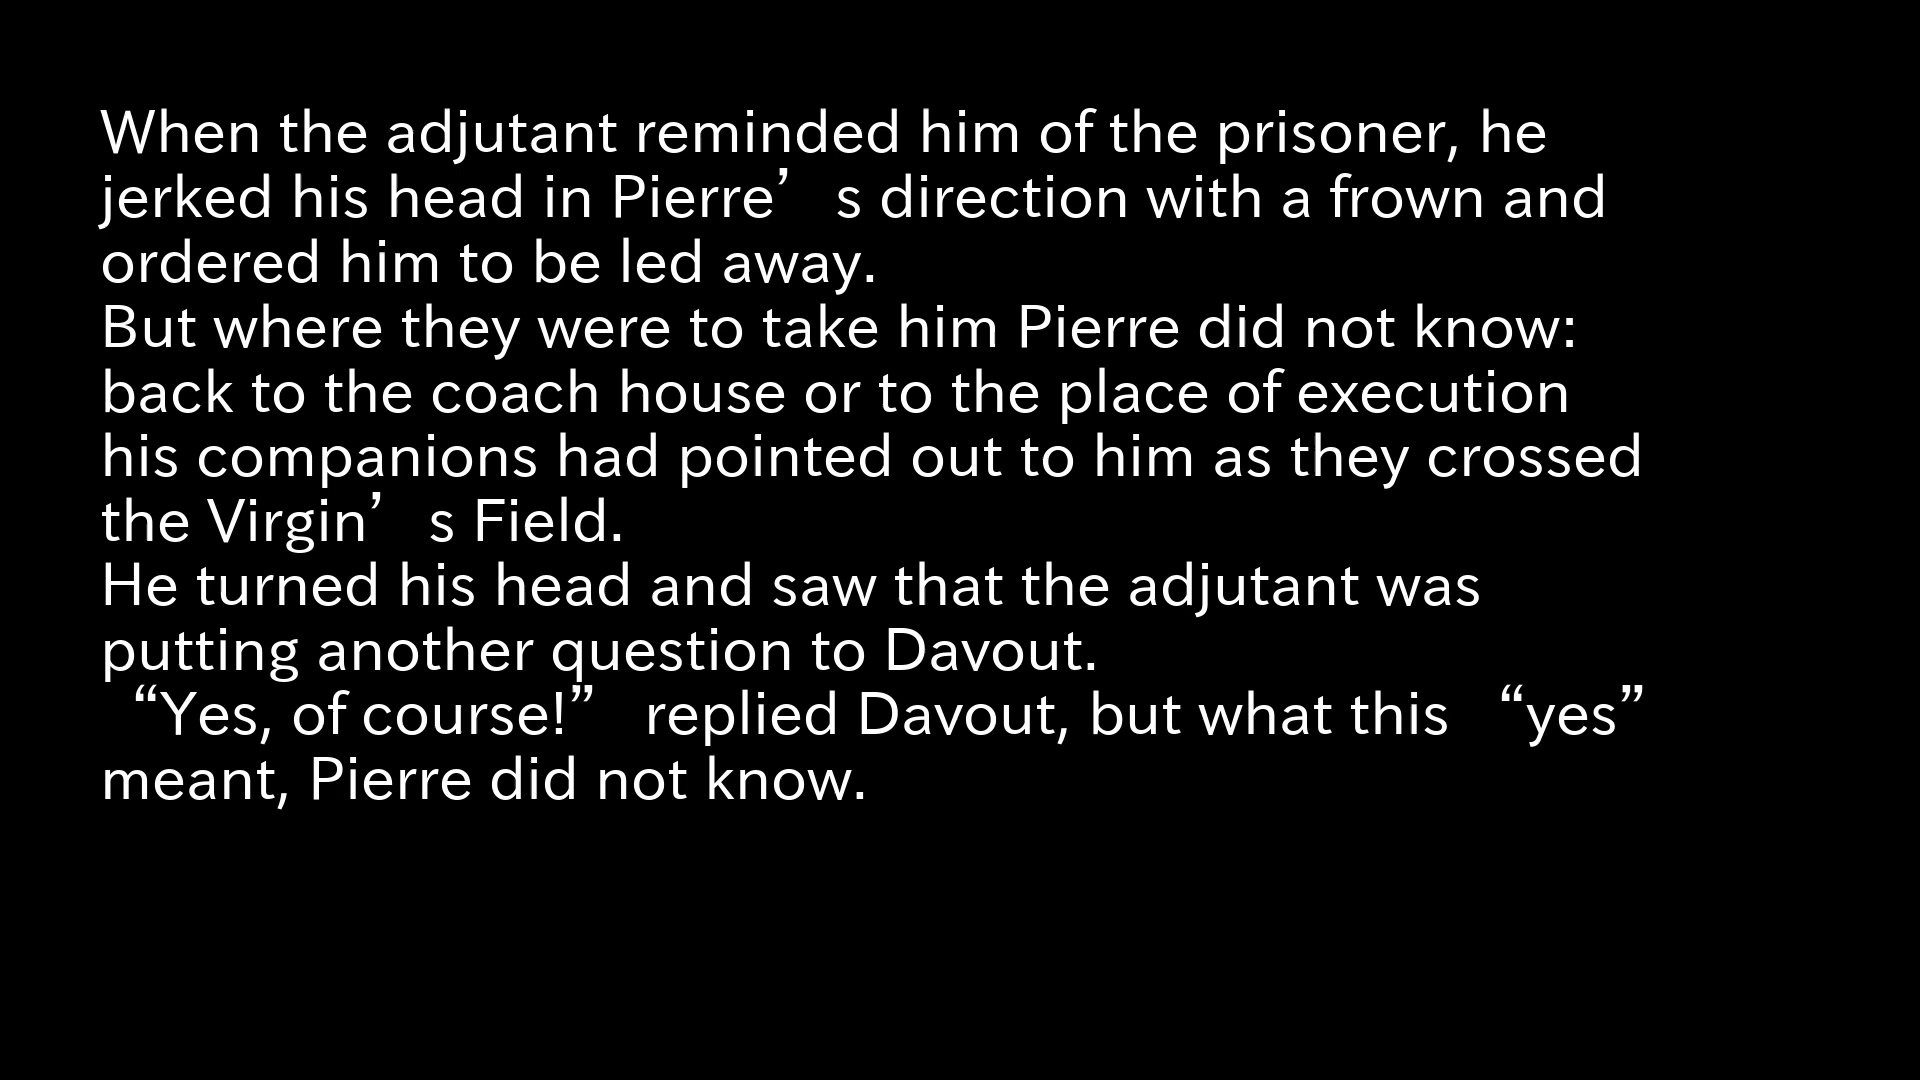 When the adjutant reminded him of the prisoner, he
jerked his head in Pierre’s direction with a frown and
ordered him to be led away.
But where they were to take him Pierre did not know:
back to the coach house or to the place of execution
his companions had pointed out to him as they crossed
the Virgin’s Field.
He turned his head and saw that the adjutant was
putting another question to Davout.
“Yes, of course!” replied Davout, but what this “yes”
meant, Pierre did not know.